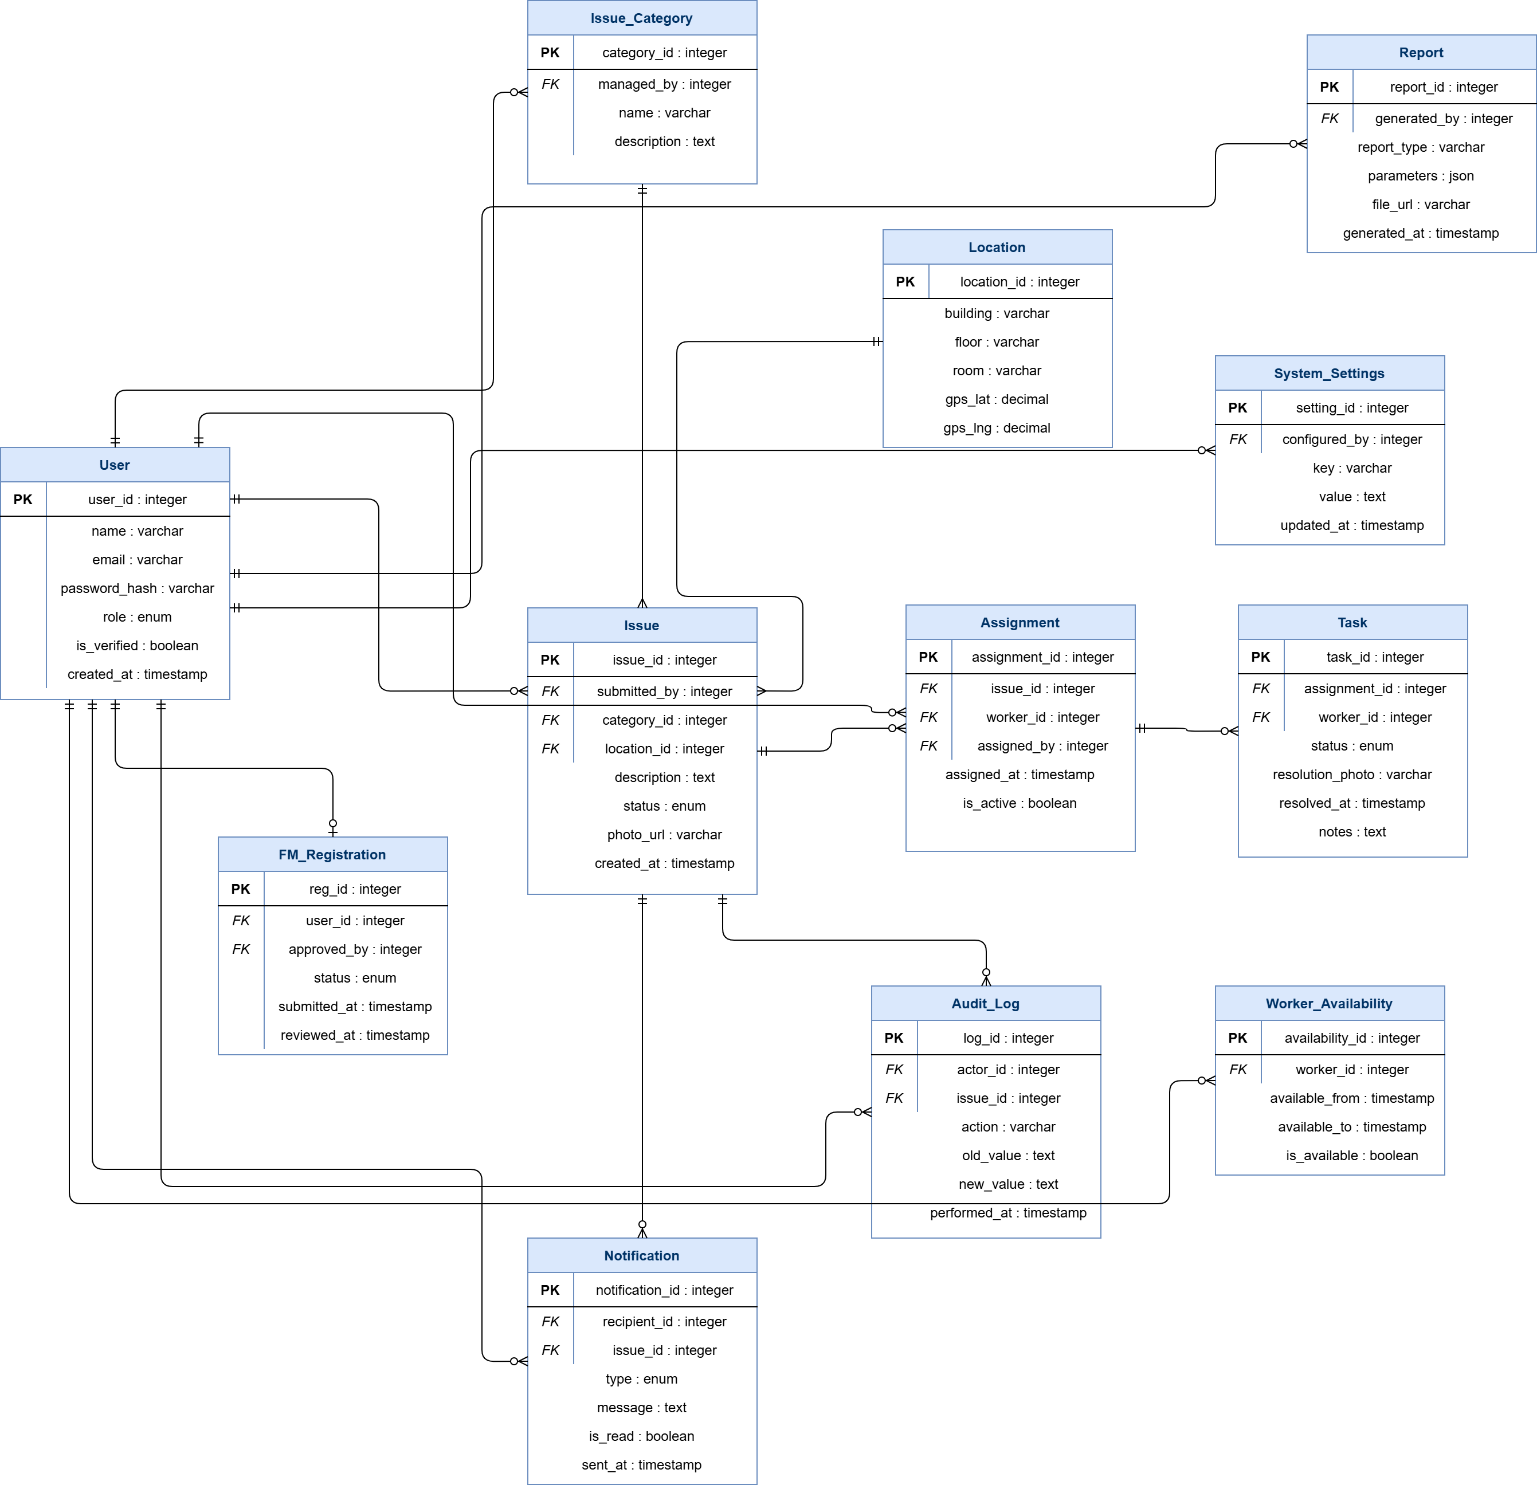 Issue_Category
PK category_id : integer
FK managed_by : integer
name : varchar
description : text
Report
PK report_id : integer
FK generated_by : integer
report_type : varchar
parameters : json
file_url : varchar
generated_at : timestamp
Location
PK location_id : integer
building : varchar
floor : varchar
room : varchar
gps_lat : decimal
gps_lng : decimal
System_Settings
PK setting_id : integer
FK configured_by : integer
key : varchar
value : text
updated_at : timestamp
User
PK user_id : integer
name : varchar
email : varchar
password_hash : varchar
role : enum
is_verified : boolean
created_at : timestamp
Issue
PK issue_id : integer
FK submitted_by : integer
FK category_id : integer
FK location_id : integer
description : text
status : enum
photo_url : varchar
created_at : timestamp
Assignment
PK assignment_id : integer
FK issue_id : integer
FK worker_id : integer
FK assigned_by : integer
assigned_at : timestamp
is_active : boolean
Task
PK task_id : integer
FK assignment_id : integer
FK worker_id : integer
status : enum
resolution_photo : varchar
resolved_at : timestamp
notes : text
FM_Registration
PK reg_id : integer
FK user_id : integer
FK approved_by : integer
status : enum
submitted_at : timestamp
reviewed_at : timestamp
Audit_Log
PK log_id : integer
FK actor_id : integer
FK issue_id : integer
action : varchar
old_value : text
new_value : text
performed_at : timestamp
Worker_Availability
PK availability_id : integer
FK worker_id : integer
available_from : timestamp
available_to : timestamp
is_available : boolean
Notification
PK notification_id : integer
FK recipient_id : integer
FK issue_id : integer
type : enum
message : text
is_read : boolean
sent_at : timestamp